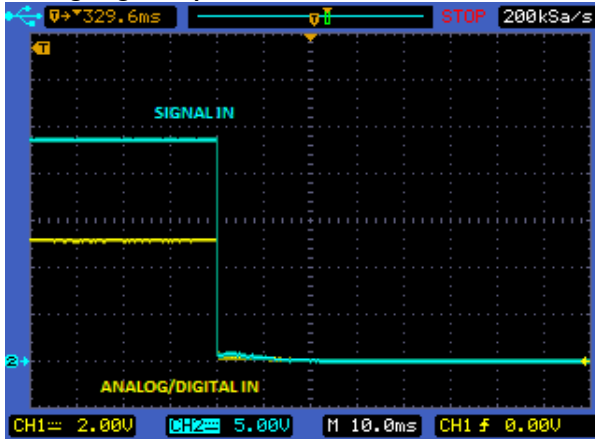 329.6ms STOP 200kSa/s
T
SIGNAL IN
2
ANALOG/DIGITAL IN
CH1 2.00V CH2 5.00V M 10.0ms CH1 0.00V